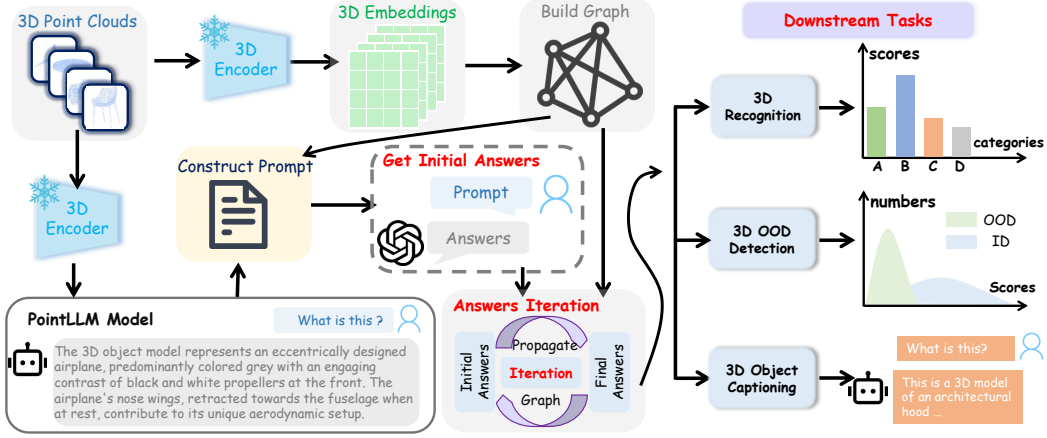 3D Point Clouds
3D
Encoder
3D Embeddings
Build Graph
Downstream Tasks
3D
Encoder
Construct Prompt
Get Initial Answers
Prompt
Answers
PointLLM Model
What is this ?
The 3D object model represents an eccentrically designed
airplane, predominantly colored grey with an engaging
contrast of black and white propellers at the front. The
airplane's nose wings, retracted towards the fuselage when
at rest, contribute to its unique aerodynamic setup.
Answers Iteration
Initial
Answers
Propagate
Iteration
Graph
Final
Answers
3D
Recognition
scores
categories
A B C D
3D OOD
Detection
numbers
OOD
ID
Scores
3D Object
Captioning
What is this?
This is a 3D model
of an architectural
hood ...